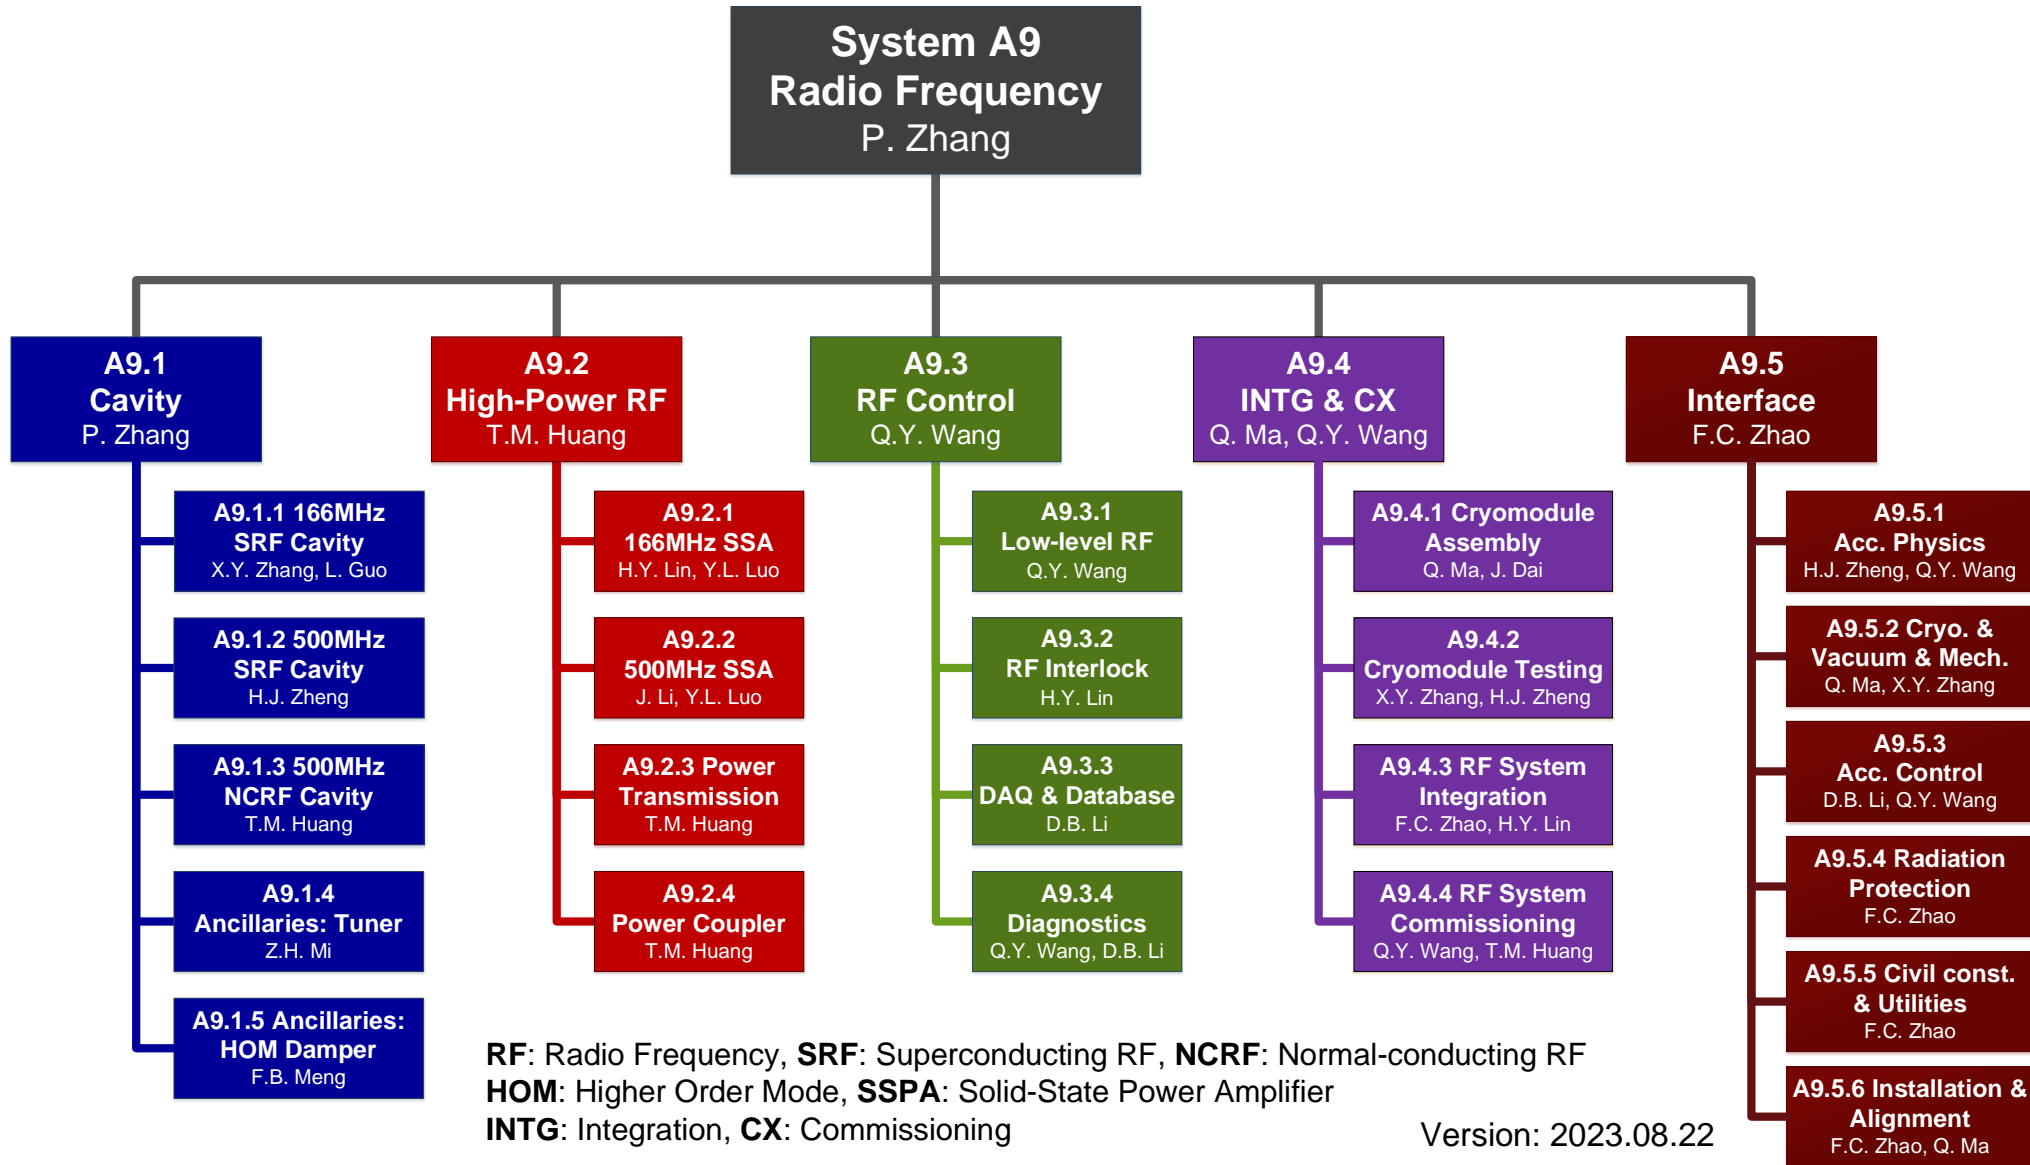 System A9
Radio Frequency
P. Zhang
A9.1
Cavity
P. Zhang
A9.1.1 166MHz
SRF Cavity
X.Y. Zhang, L. Guo
A9.1.2 500MHz
SRF Cavity
H.J. Zheng
A9.1.3 500MHz
NCRF Cavity
T.M. Huang
A9.1.4
Ancillaries: Tuner
Z.H. Mi
A9.1.5 Ancillaries:
HOM Damper
F.B. Meng
A9.2
High-Power RF
T.M. Huang
A9.2.1
166MHz SSA
H.Y. Lin, Y.L. Luo
A9.2.2
500MHz SSA
J. Li, Y.L. Luo
A9.2.3 Power
Transmission
T.M. Huang
A9.2.4
Power Coupler
T.M. Huang
A9.3
RF Control
Q.Y. Wang
A9.3.1
Low-level RF
Q.Y. Wang
A9.3.2
RF Interlock
H.Y. Lin
A9.3.3
DAQ & Database
D.B. Li
A9.3.4
Diagnostics
Q.Y. Wang, D.B. Li
A9.4
INTG & CX
Q. Ma, Q.Y. Wang
A9.4.1 Cryomodule
Assembly
Q. Ma, J. Dai
A9.4.2
Cryomodule Testing
X.Y. Zhang, H.J. Zheng
A9.4.3 RF System
Integration
F.C. Zhao, H.Y. Lin
A9.4.4 RF System
Commissioning
Q.Y. Wang, T.M. Huang
A9.5
Interface
F.C. Zhao
A9.5.1
Acc. Physics
H.J. Zheng, Q.Y. Wang
A9.5.2 Cryo. &
Vacuum & Mech.
Q. Ma, X.Y. Zhang
A9.5.3
Acc. Control
D.B. Li, Q.Y. Wang
A9.5.4 Radiation
Protection
F.C. Zhao
A9.5.5 Civil const.
& Utilities
F.C. Zhao
A9.5.6 Installation &
Alignment
F.C. Zhao, Q. Ma
RF: Radio Frequency, SRF: Superconducting RF, NCRF: Normal-conducting RF
HOM: Higher Order Mode, SSPA: Solid-State Power Amplifier
INTG: Integration, CX: Commissioning
Version: 2023.08.22